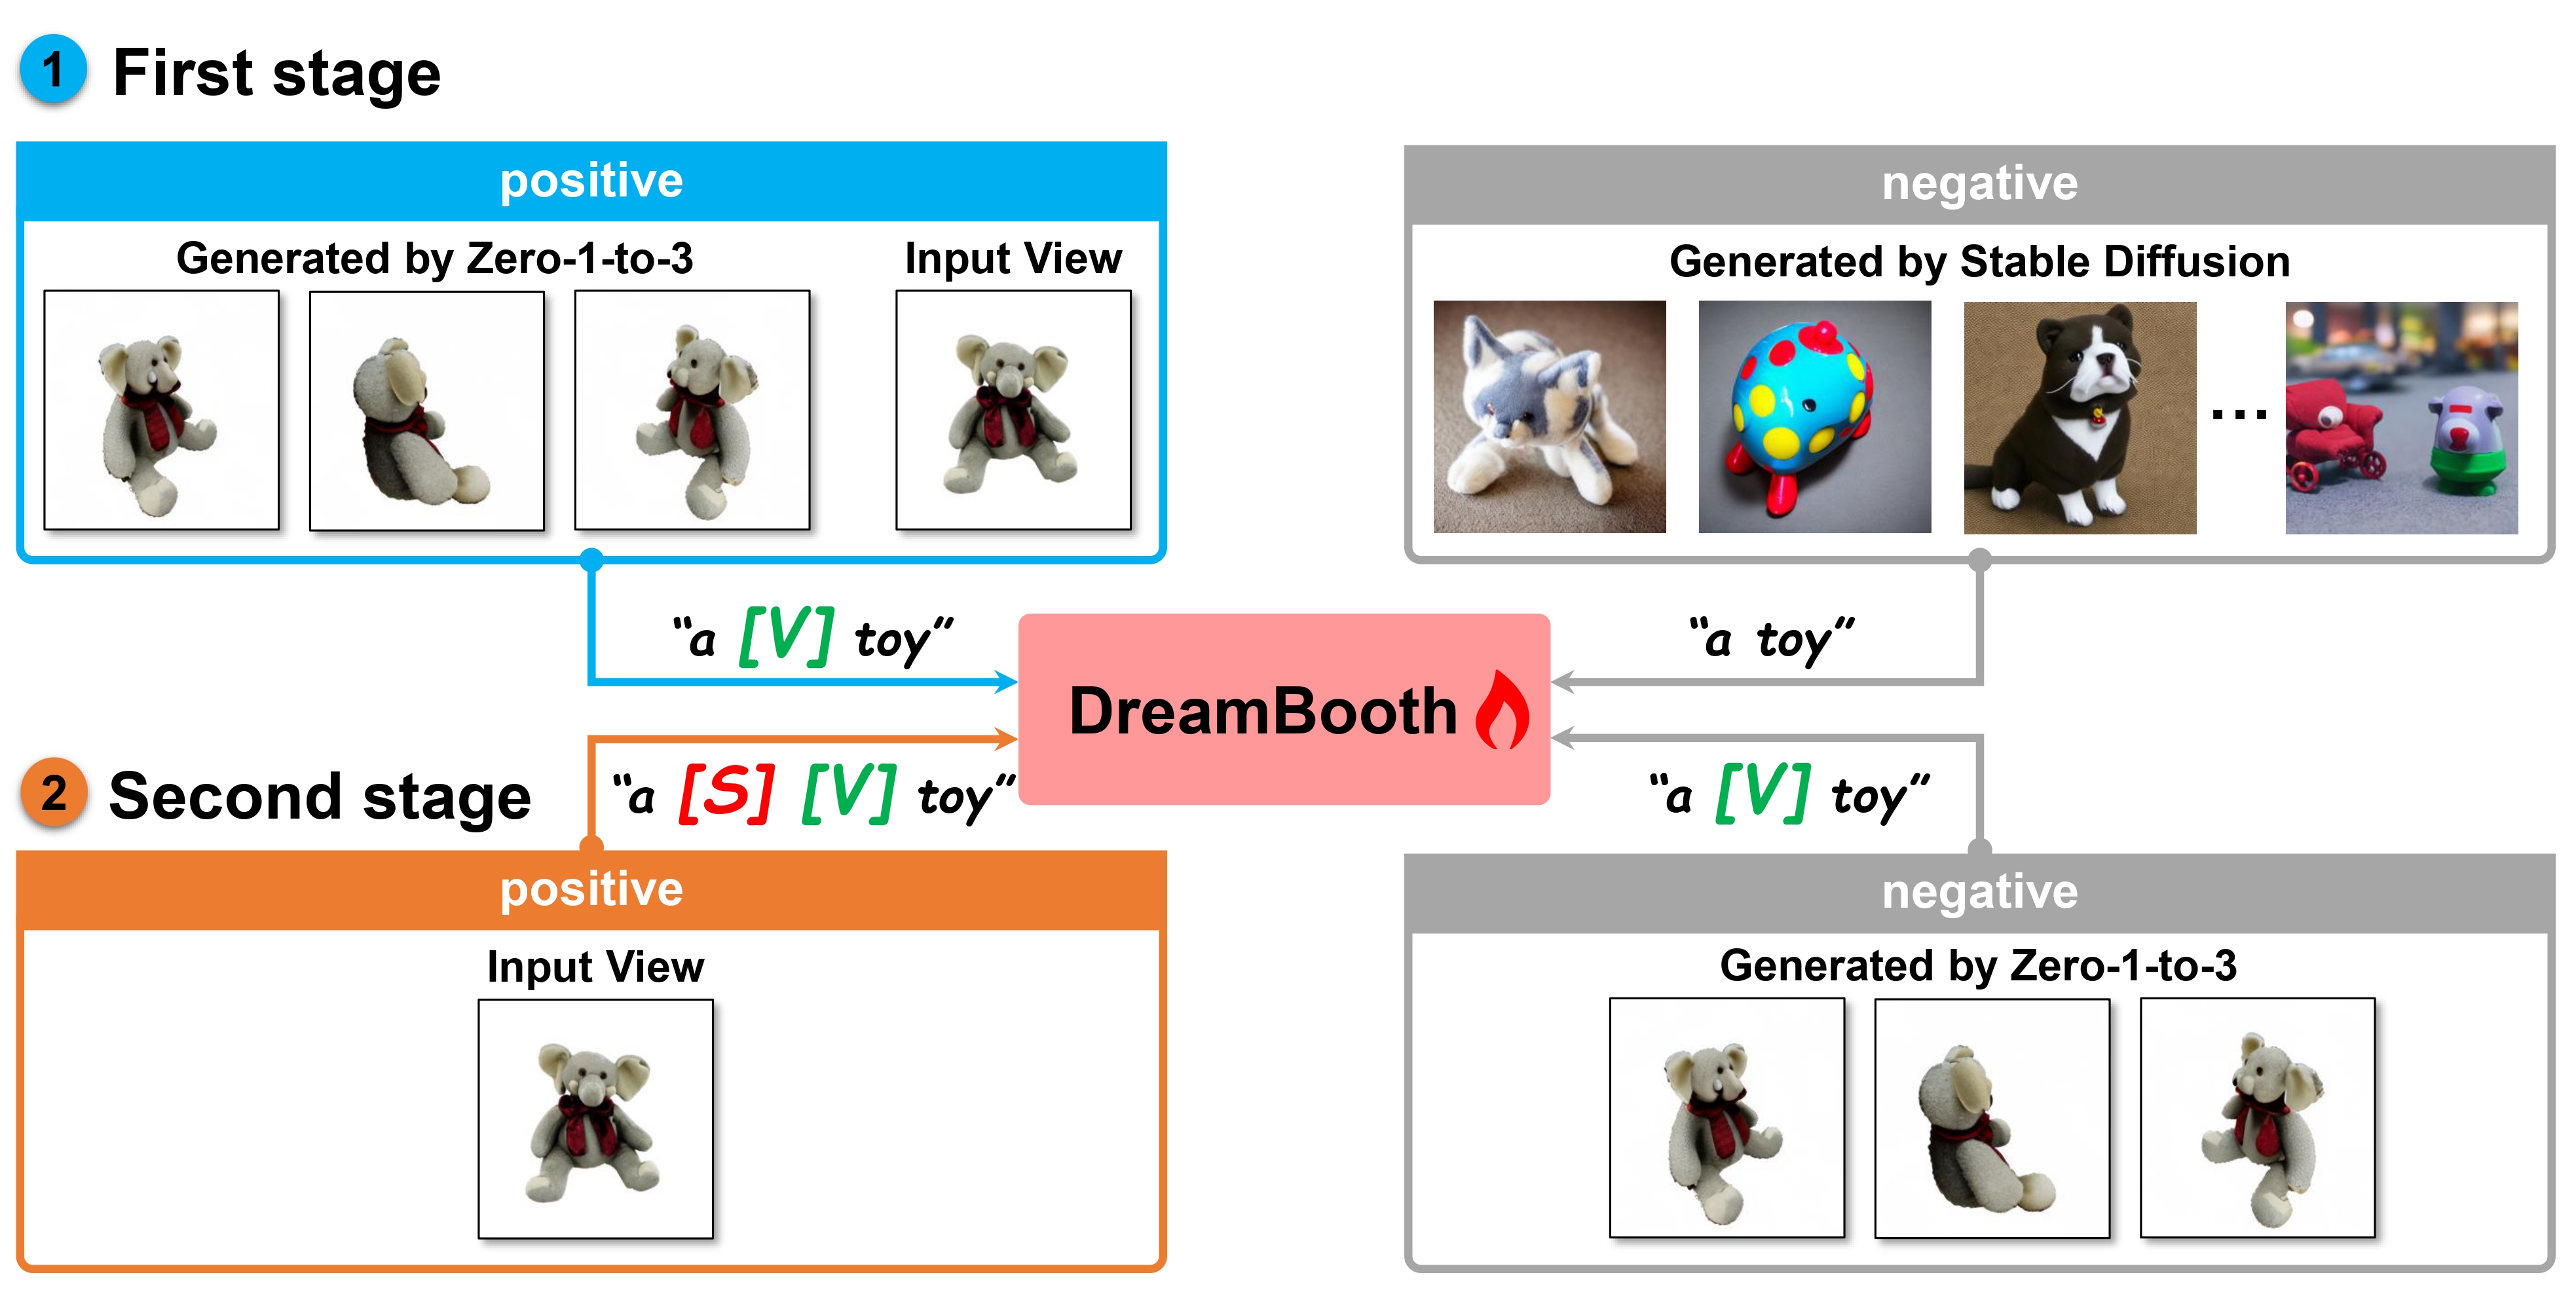 1 First stage
positive
Generated by Zero-1-to-3 Input View
negative
Generated by Stable Diffusion
...
“a [V] toy”
“a toy”
DreamBooth
2 Second stage
“a [S] [V] toy”
“a [V] toy”
positive
Input View
negative
Generated by Zero-1-to-3